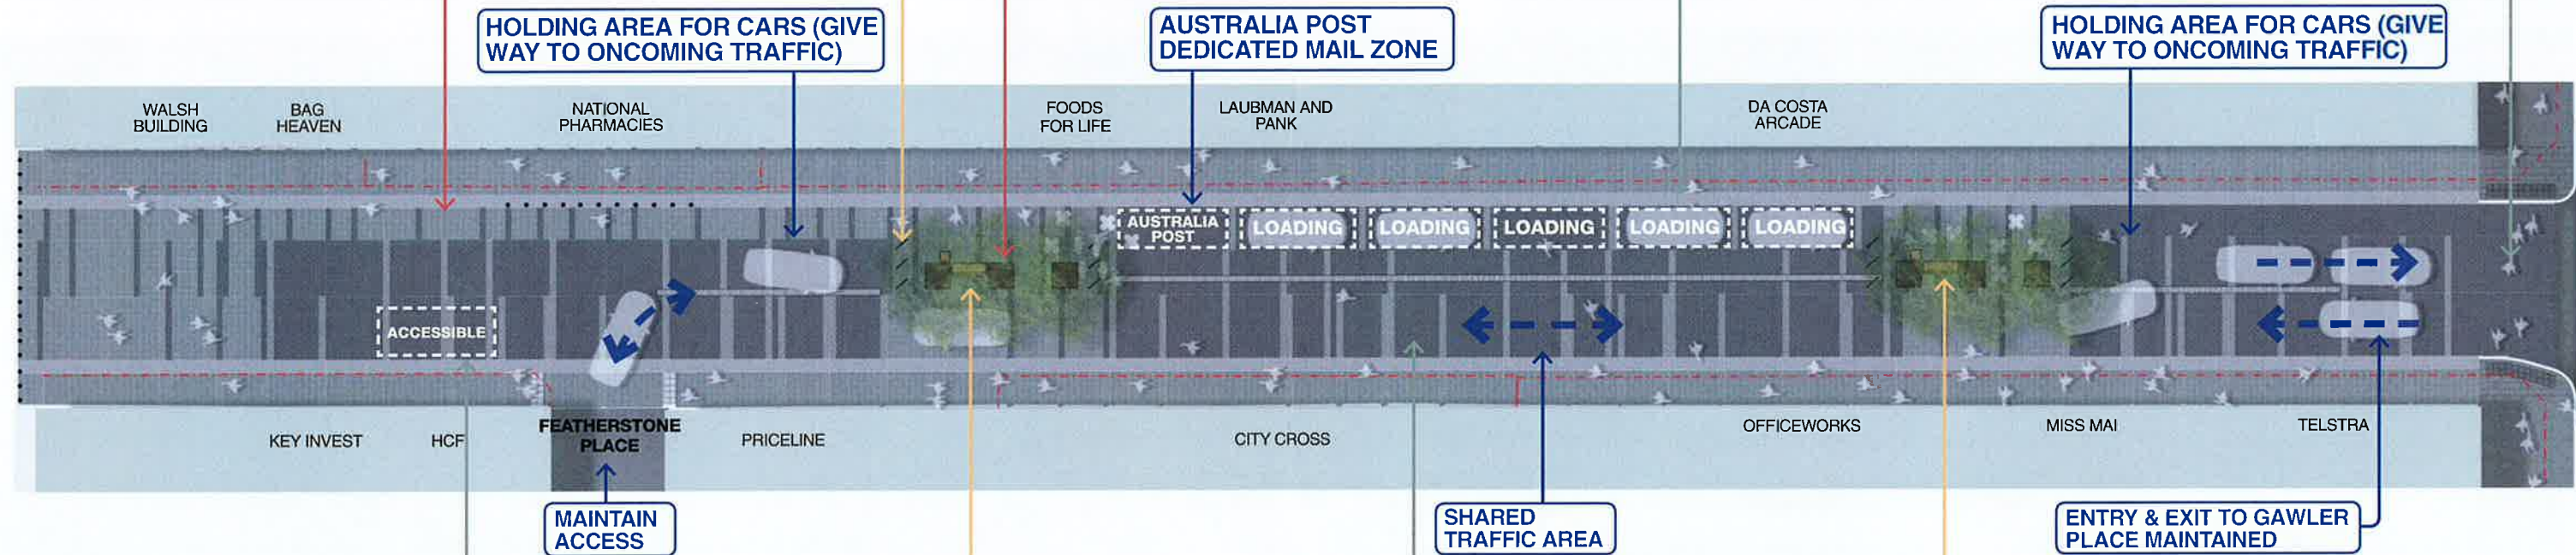 HOLDING AREA FOR CARS (GIVE
WAY TO ONCOMING TRAFFIC)
AUSTRALIA POST
DEDICATED MAIL ZONE
HOLDING AREA FOR CARS (GIVE
WAY TO ONCOMING TRAFFIC)
WALSH
BUILDING
BAG
HEAVEN
NATIONAL
PHARMACIES
FOODS
FOR LIFE
LAUBMAN AND
PANK
DA COSTA
ARCADE
AUSTRALIA
POST
LOADING
LOADING
LOADING
LOADING
LOADING
ACCESSIBLE
KEY INVEST
HCF
FEATHERSTONE
PLACE
PRICELINE
CITY CROSS
OFFICEWORKS
MISS MAI
TELSTRA
MAINTAIN
ACCESS
SHARED
TRAFFIC AREA
ENTRY & EXIT TO GAWLER
PLACE MAINTAINED